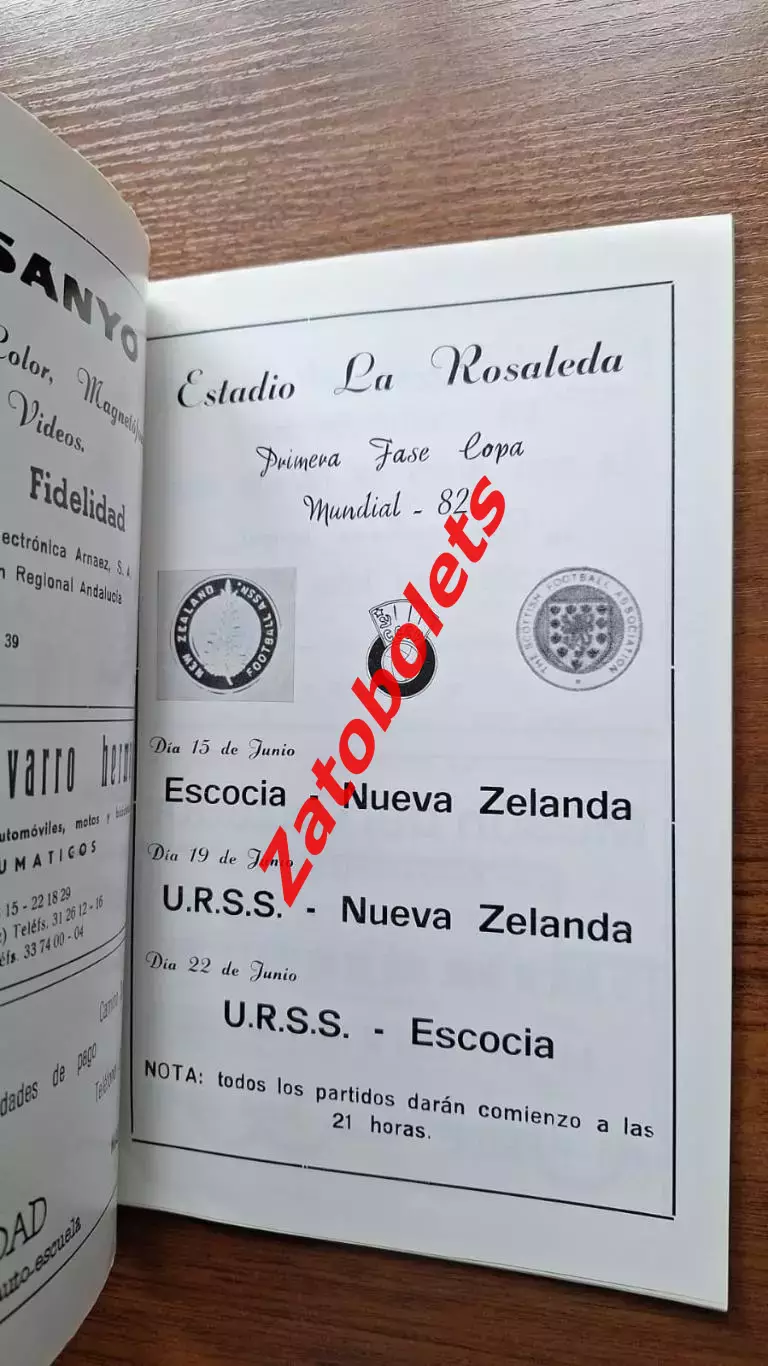 SANYO
Color,
Videos.
Fidelidad
ectrónica Arnaez, S. A.
n Regional Andalucía
39
varro
utomóviles, motos y
UMATICOS
15 - 22 18 29
) Teléfs. 31 26 12 - 16
éfs. 33 74 00 - 04
dades de pago
DAD
auto-escuela
Estadio La Rosaleda
Primera Fase Copa
Mundial - 82
NEW ZEALAND FOOTBALL ASSN.
THE SCOTTISH FOOTBALL ASSOCIATION
Día 15 de Junio
Escocia - Nueva Zelanda
Día 19 de Junio
U.R.S.S. - Nueva Zelanda
Día 22 de Junio
U.R.S.S. - Escocia
NOTA: todos los partidos darán comienzo a las
21 horas.
Zatobolets